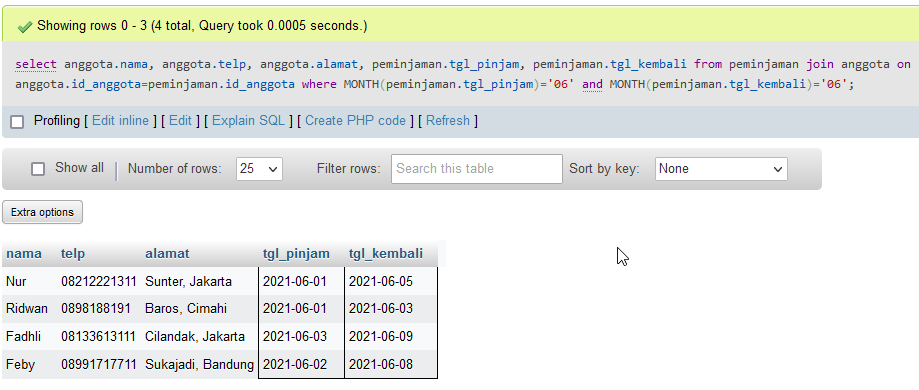 Showing rows 0 - 3 (4 total, Query took 0.0005 seconds.)
select anggota.nama, anggota.telp, anggota.alamat, peminjaman.tgl_pinjam, peminjaman.tgl_kembali from peminjaman join anggota on
anggota.id_anggota=peminjaman.id_anggota where MONTH(peminjaman.tgl_pinjam)='06' and MONTH(peminjaman.tgl_kembali)='06';
Profiling [ Edit inline ] [ Edit ] [ Explain SQL ] [ Create PHP code ] [ Refresh ]
Show all Number of rows: 25 Filter rows: Search this table Sort by key: None
Extra options
nama telp alamat tgl_pinjam tgl_kembali
Nur 08212221311 Sunter, Jakarta 2021-06-01 2021-06-05
Ridwan 0898188191 Baros, Cimahi 2021-06-01 2021-06-03
Fadhli 08133613111 Cilandak, Jakarta 2021-06-03 2021-06-09
Feby 08991717711 Sukajadi, Bandung 2021-06-02 2021-06-08